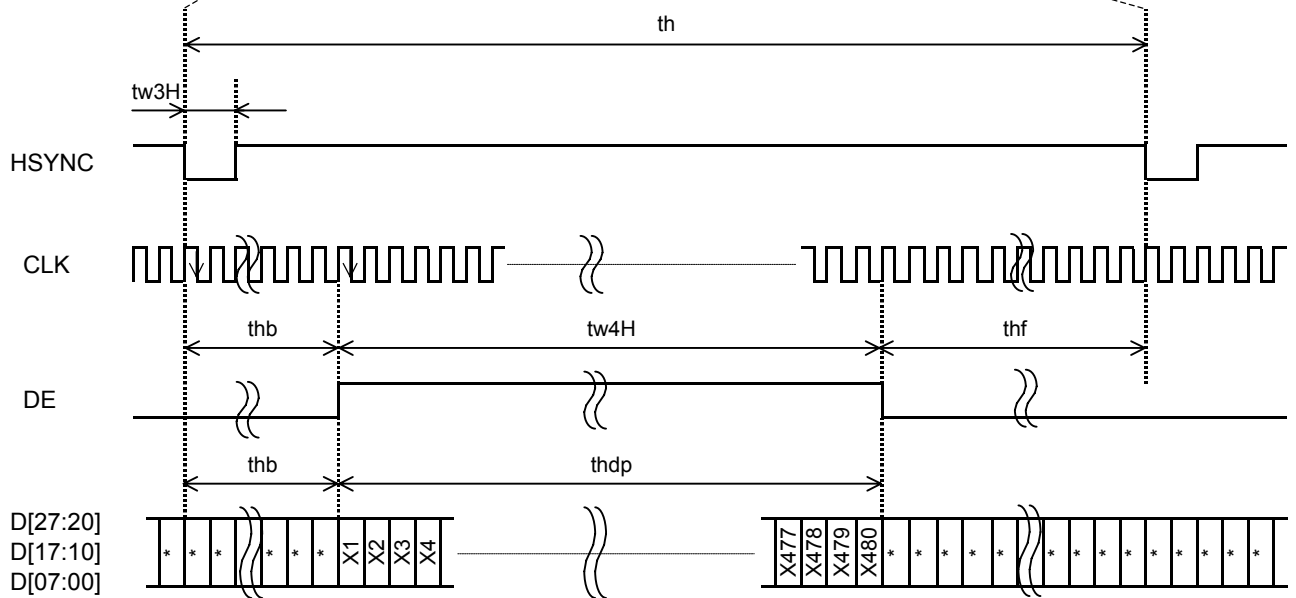 th
tw3H
HSYNC
CLK
thb tw4H thf
DE
thb thdp
D[27:20]
D[17:10]
D[07:00]
* * * * * * X1 X2 X3 X4 X477 X478 X479 X480 * * * * * * * * * * * * * *